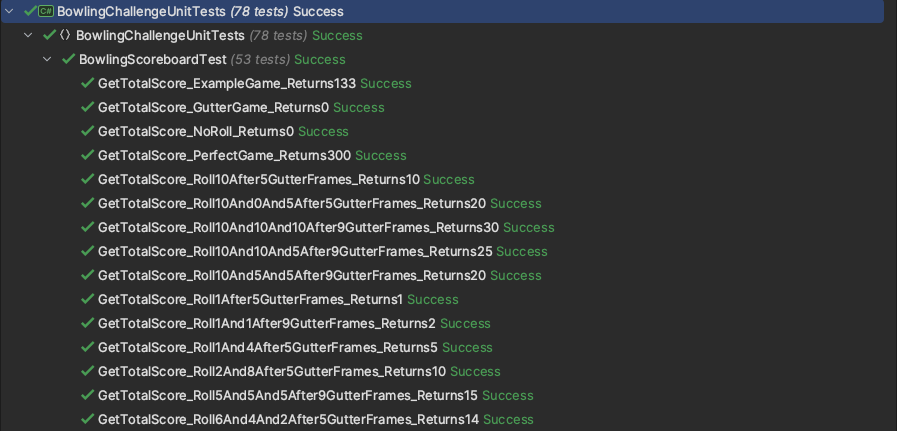 C# BowlingChallengeUnitTests (78 tests) Success
BowlingChallengeUnitTests (78 tests) Success
BowlingScoreboardTest (53 tests) Success
GetTotalScore_ExampleGame_Returns133 Success
GetTotalScore_GutterGame_Returns0 Success
GetTotalScore_NoRoll_Returns0 Success
GetTotalScore_PerfectGame_Returns300 Success
GetTotalScore_Roll10After5GutterFrames_Returns10 Success
GetTotalScore_Roll10And0And5After5GutterFrames_Returns20 Success
GetTotalScore_Roll10And10And10After9GutterFrames_Returns30 Success
GetTotalScore_Roll10And10And5After9GutterFrames_Returns25 Success
GetTotalScore_Roll10And5And5After9GutterFrames_Returns20 Success
GetTotalScore_Roll1After5GutterFrames_Returns1 Success
GetTotalScore_Roll1And1After9GutterFrames_Returns2 Success
GetTotalScore_Roll1And4After5GutterFrames_Returns5 Success
GetTotalScore_Roll2And8After5GutterFrames_Returns10 Success
GetTotalScore_Roll5And5And5After9GutterFrames_Returns15 Success
GetTotalScore_Roll6And4And2After5GutterFrames_Returns14 Success